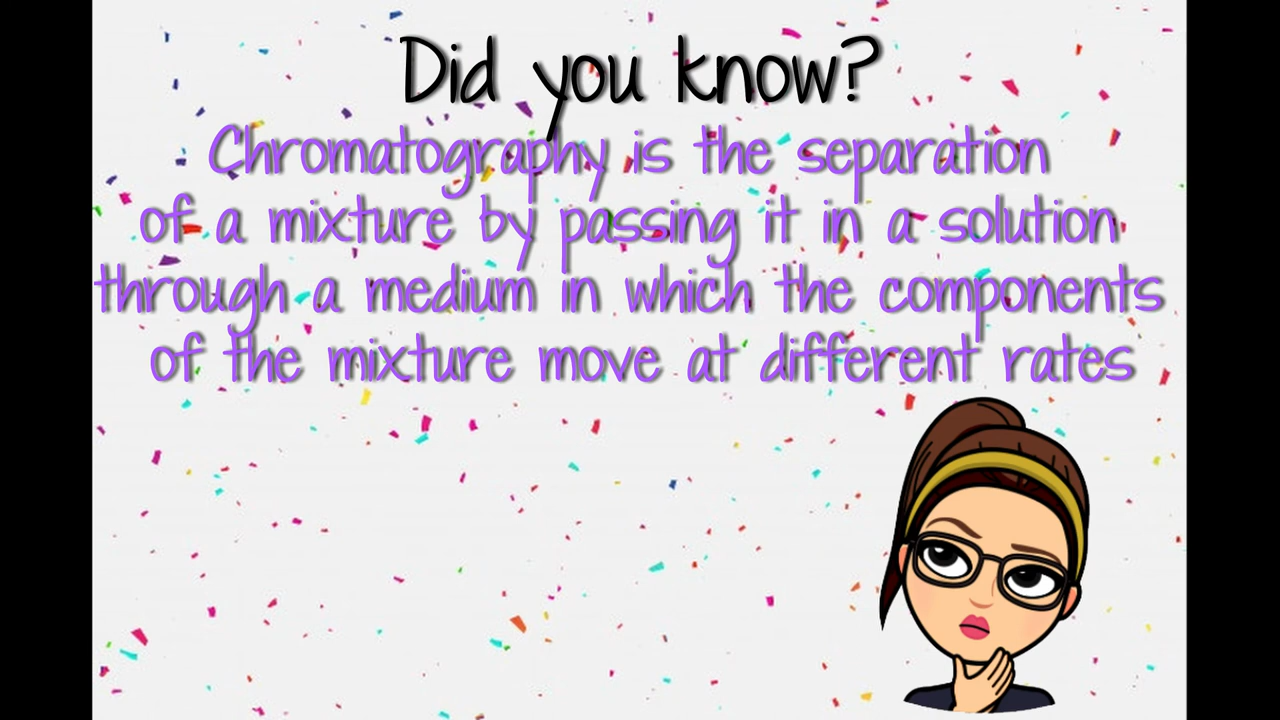 Did you know?
Chromatography is the separation
of a mixture by passing it in a solution
through a medium in which the components
of the mixture move at different rates